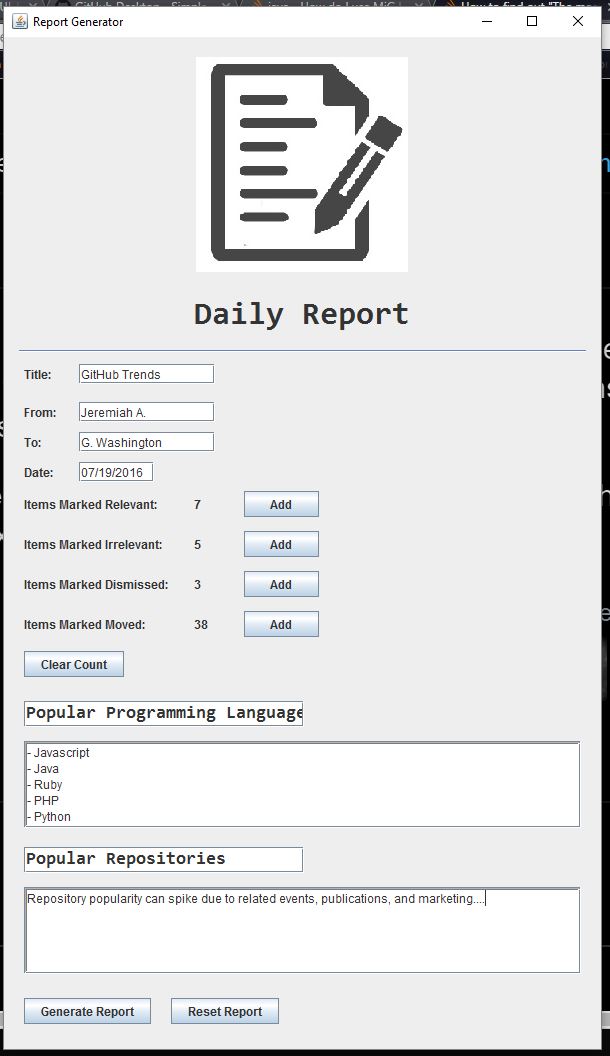 Report Generator
Daily Report
Title: GitHub Trends
From: Jeremiah A.
To: G. Washington
Date: 07/19/2016
Items Marked Relevant: 7 Add
Items Marked Irrelevant: 5 Add
Items Marked Dismissed: 3 Add
Items Marked Moved: 38 Add
Clear Count
Popular Programming Language
- Javascript
- Java
- Ruby
- PHP
- Python
Popular Repositories
Repository popularity can spike due to related events, publications, and marketing....
Generate Report Reset Report